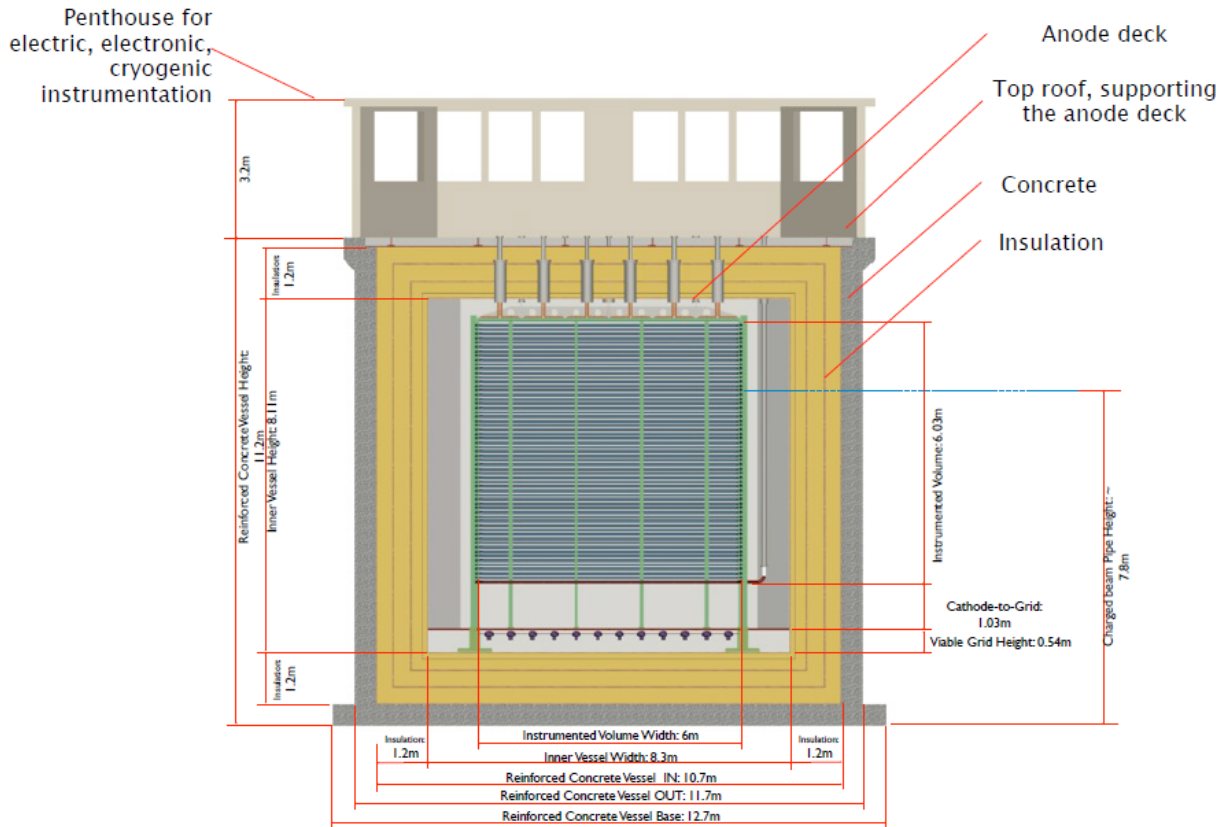 Penthouse for
electric, electronic,
cryogenic
instrumentation
Anode deck
Top roof, supporting
the anode deck
Concrete
Insulation
3.2m
Insulation:
1.2m
Reinforced Concrete Vessel Height:
11.2m
Inner Vessel Height: 8.11m
Insulation:
1.2m
Instrumented Volume: 6.03m
Charged beam Pipe Height: ~
7.8m
Cathode-to-Grid:
1.03m
Viable Grid Height: 0.54m
Insulation:
1.2m
Instrumented Volume Width: 6m
Insulation:
1.2m
Inner Vessel Width: 8.3m
Reinforced Concrete Vessel IN: 10.7m
Reinforced Concrete Vessel OUT: 11.7m
Reinforced Concrete Vessel Base: 12.7m